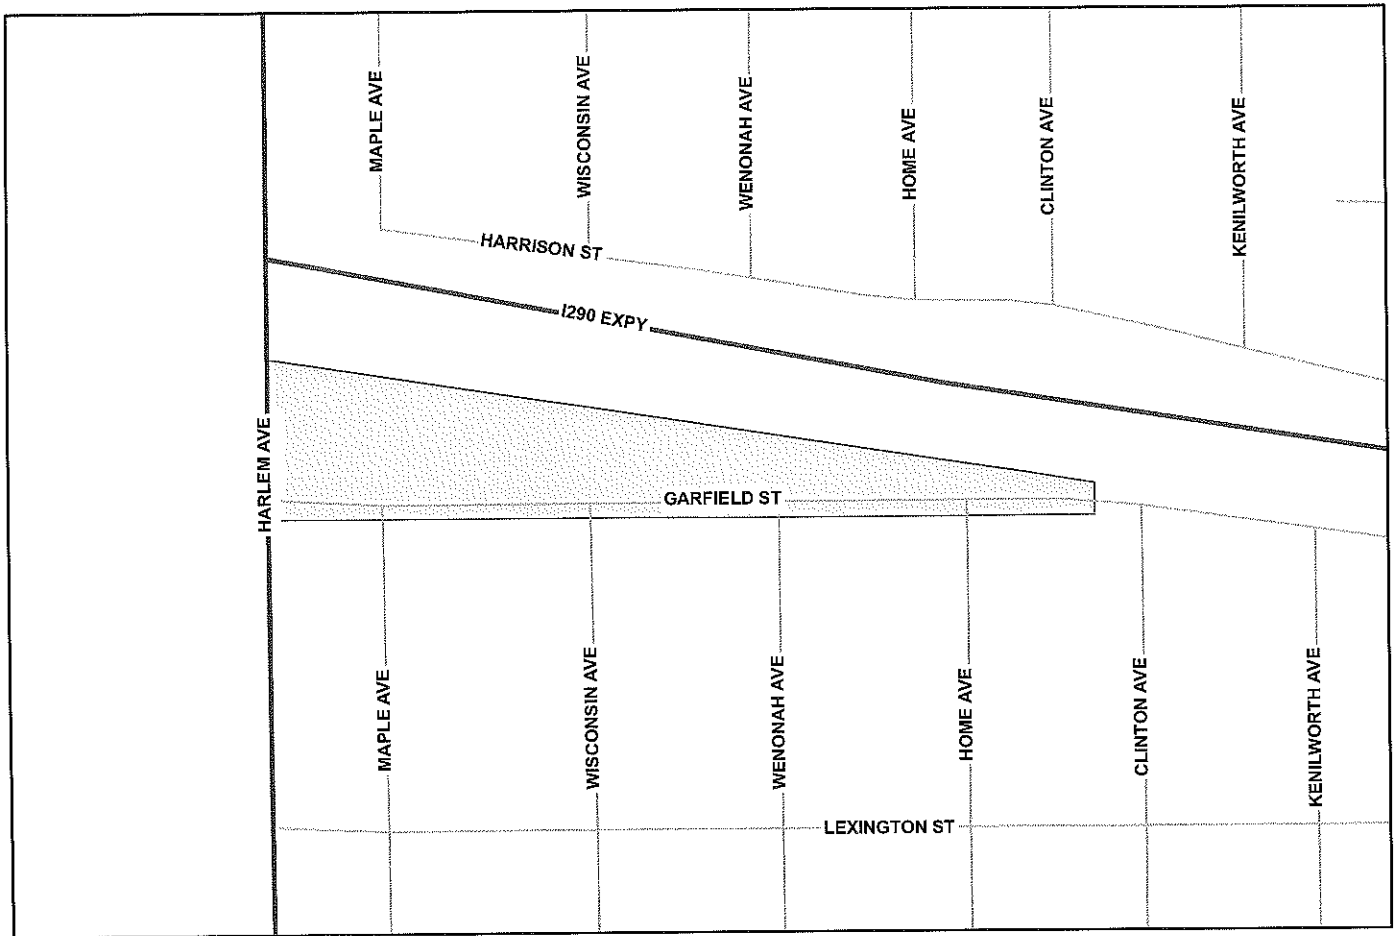 MAPLE AVE
WISCONSIN AVE
WENONAH AVE
HOME AVE
CLINTON AVE
KENILWORTH AVE
HARRISON ST
I290 EXPY
HARLEM AVE
GARFIELD ST
MAPLE AVE
WISCONSIN AVE
WENONAH AVE
HOME AVE
CLINTON AVE
KENILWORTH AVE
LEXINGTON ST